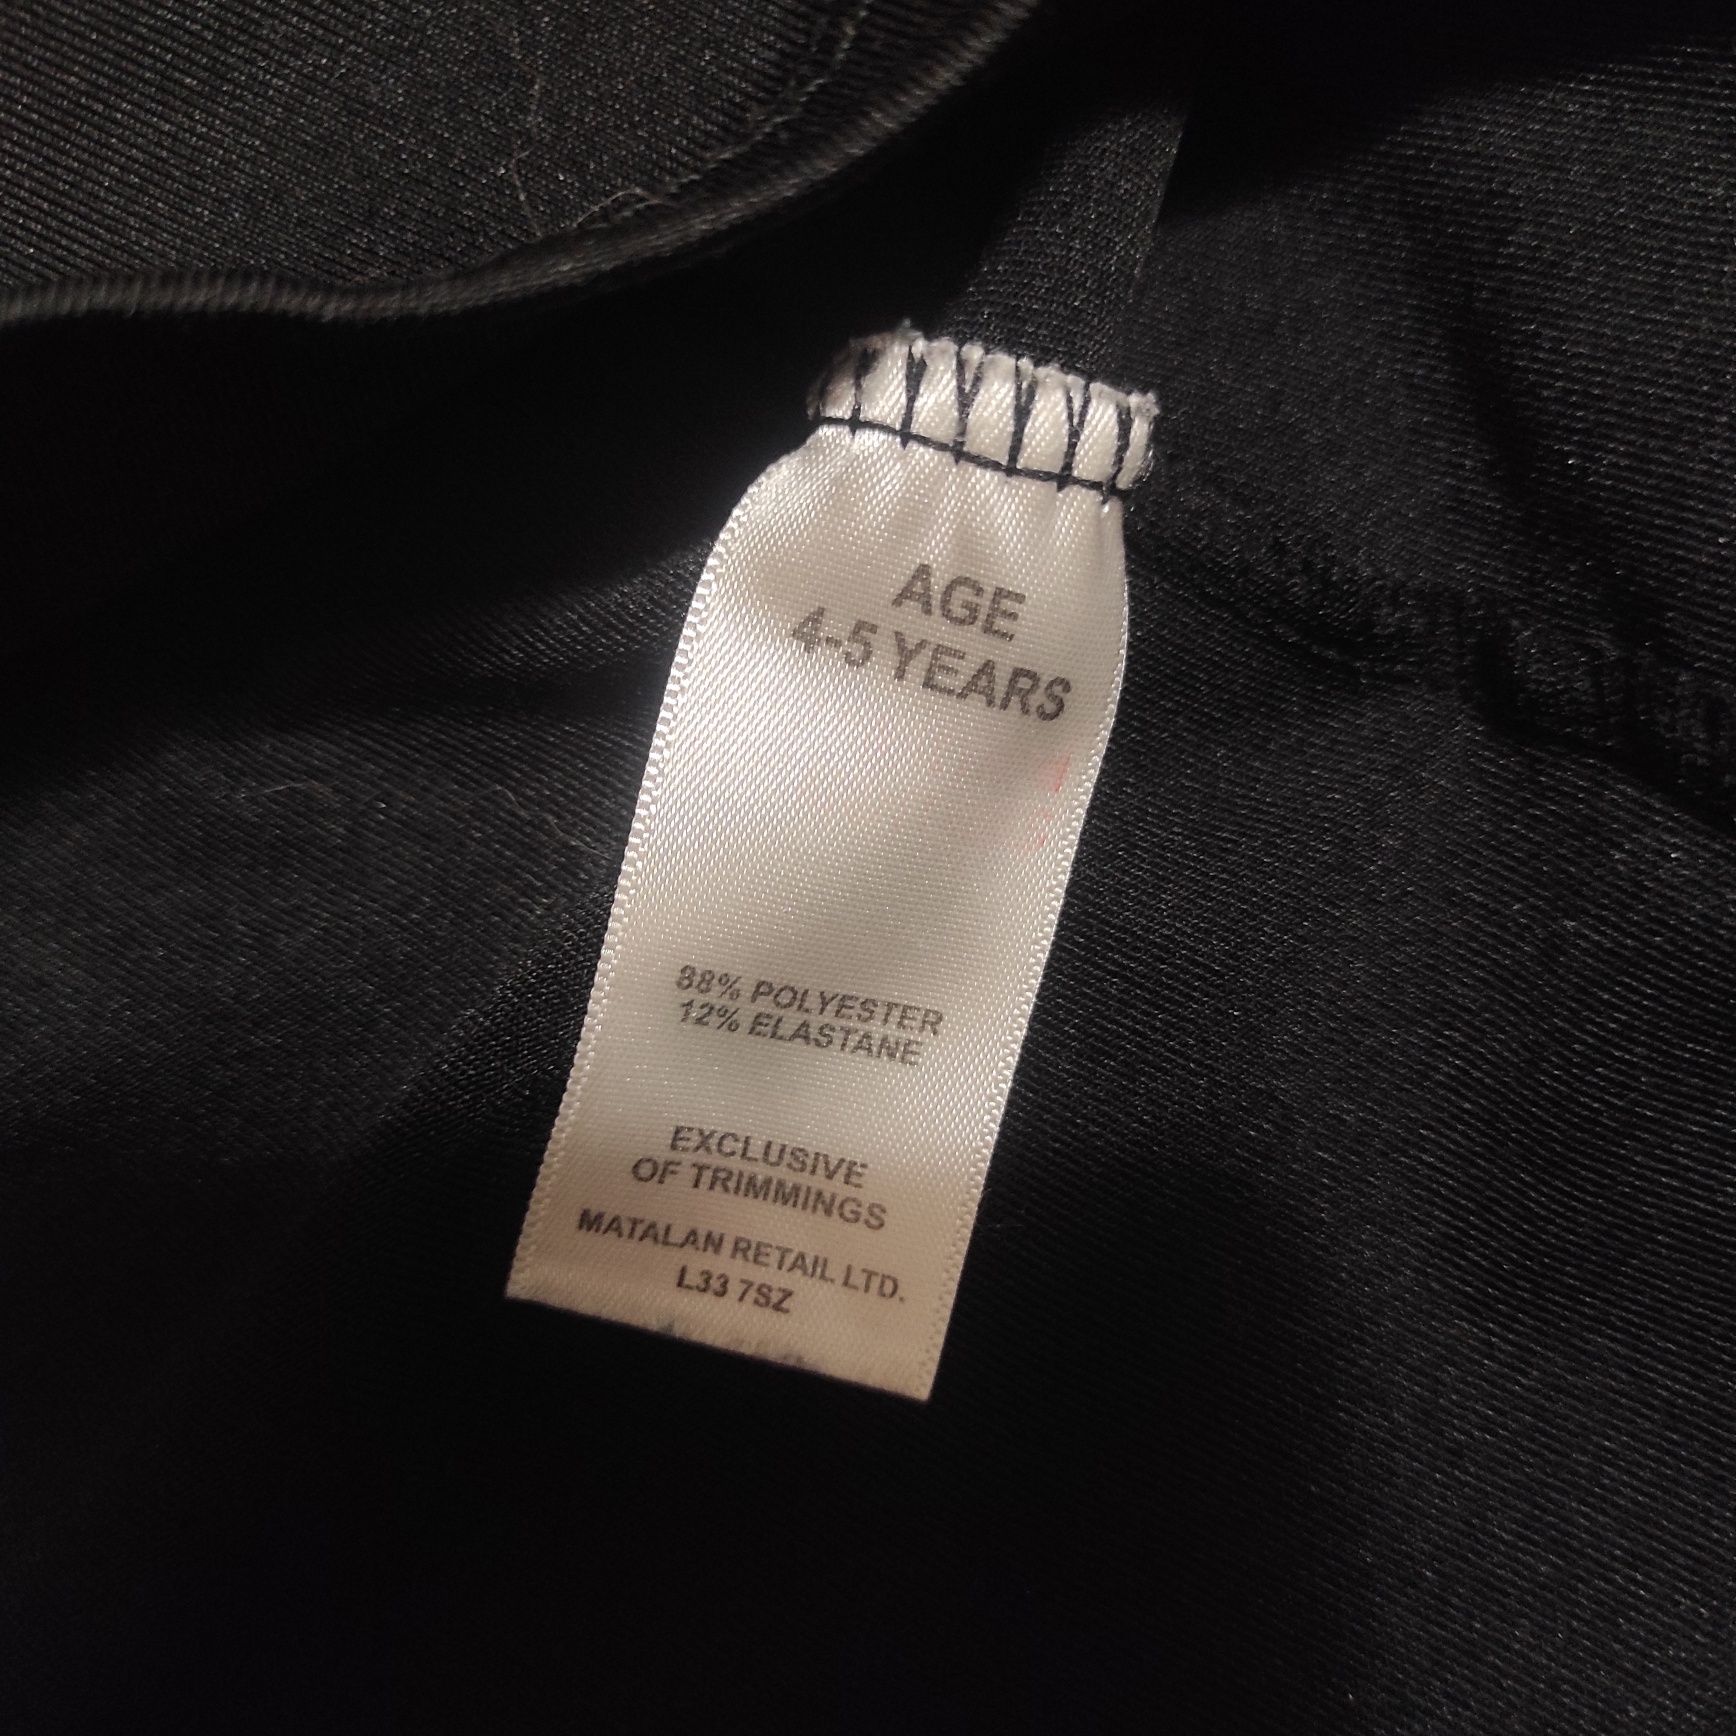 AGE
4-5 YEARS
88% POLYESTER
12% ELASTANE
EXCLUSIVE
OF TRIMMINGS
MATALAN RETAIL LTD.
L33 7SZ